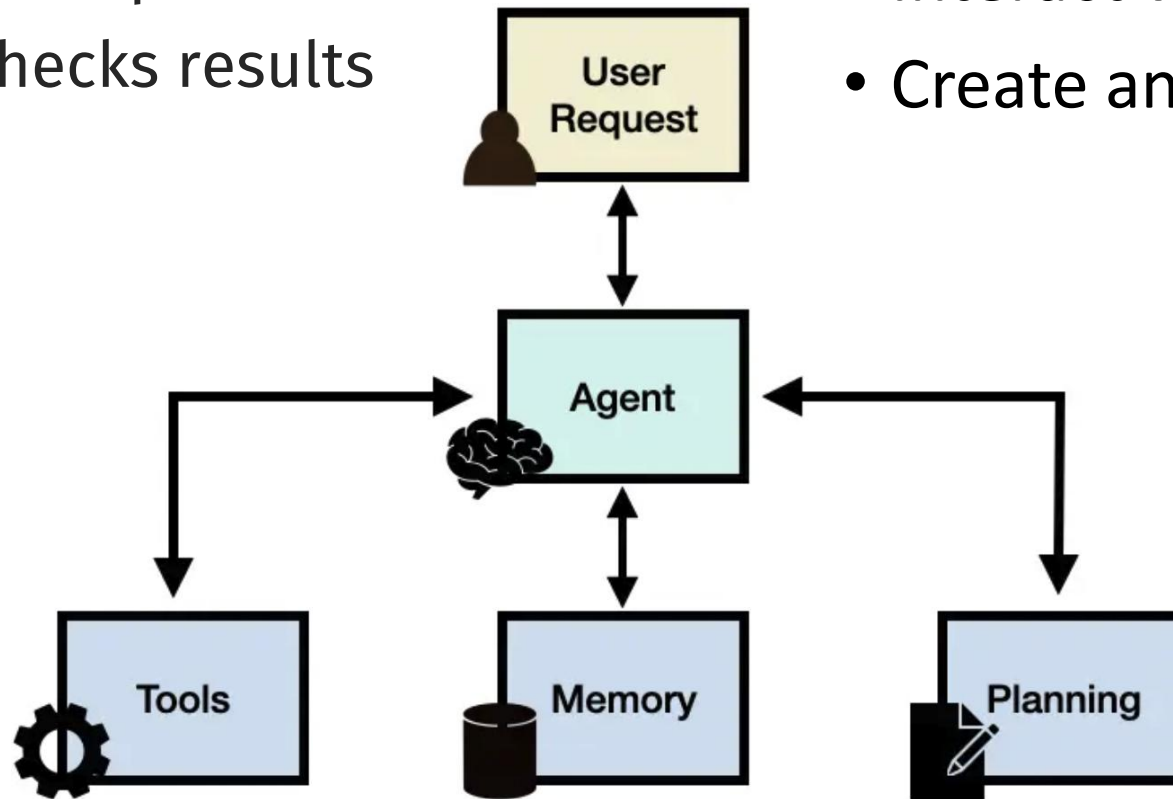 hecks results
• Create an
User
Request
Agent
Tools
Memory
Planning